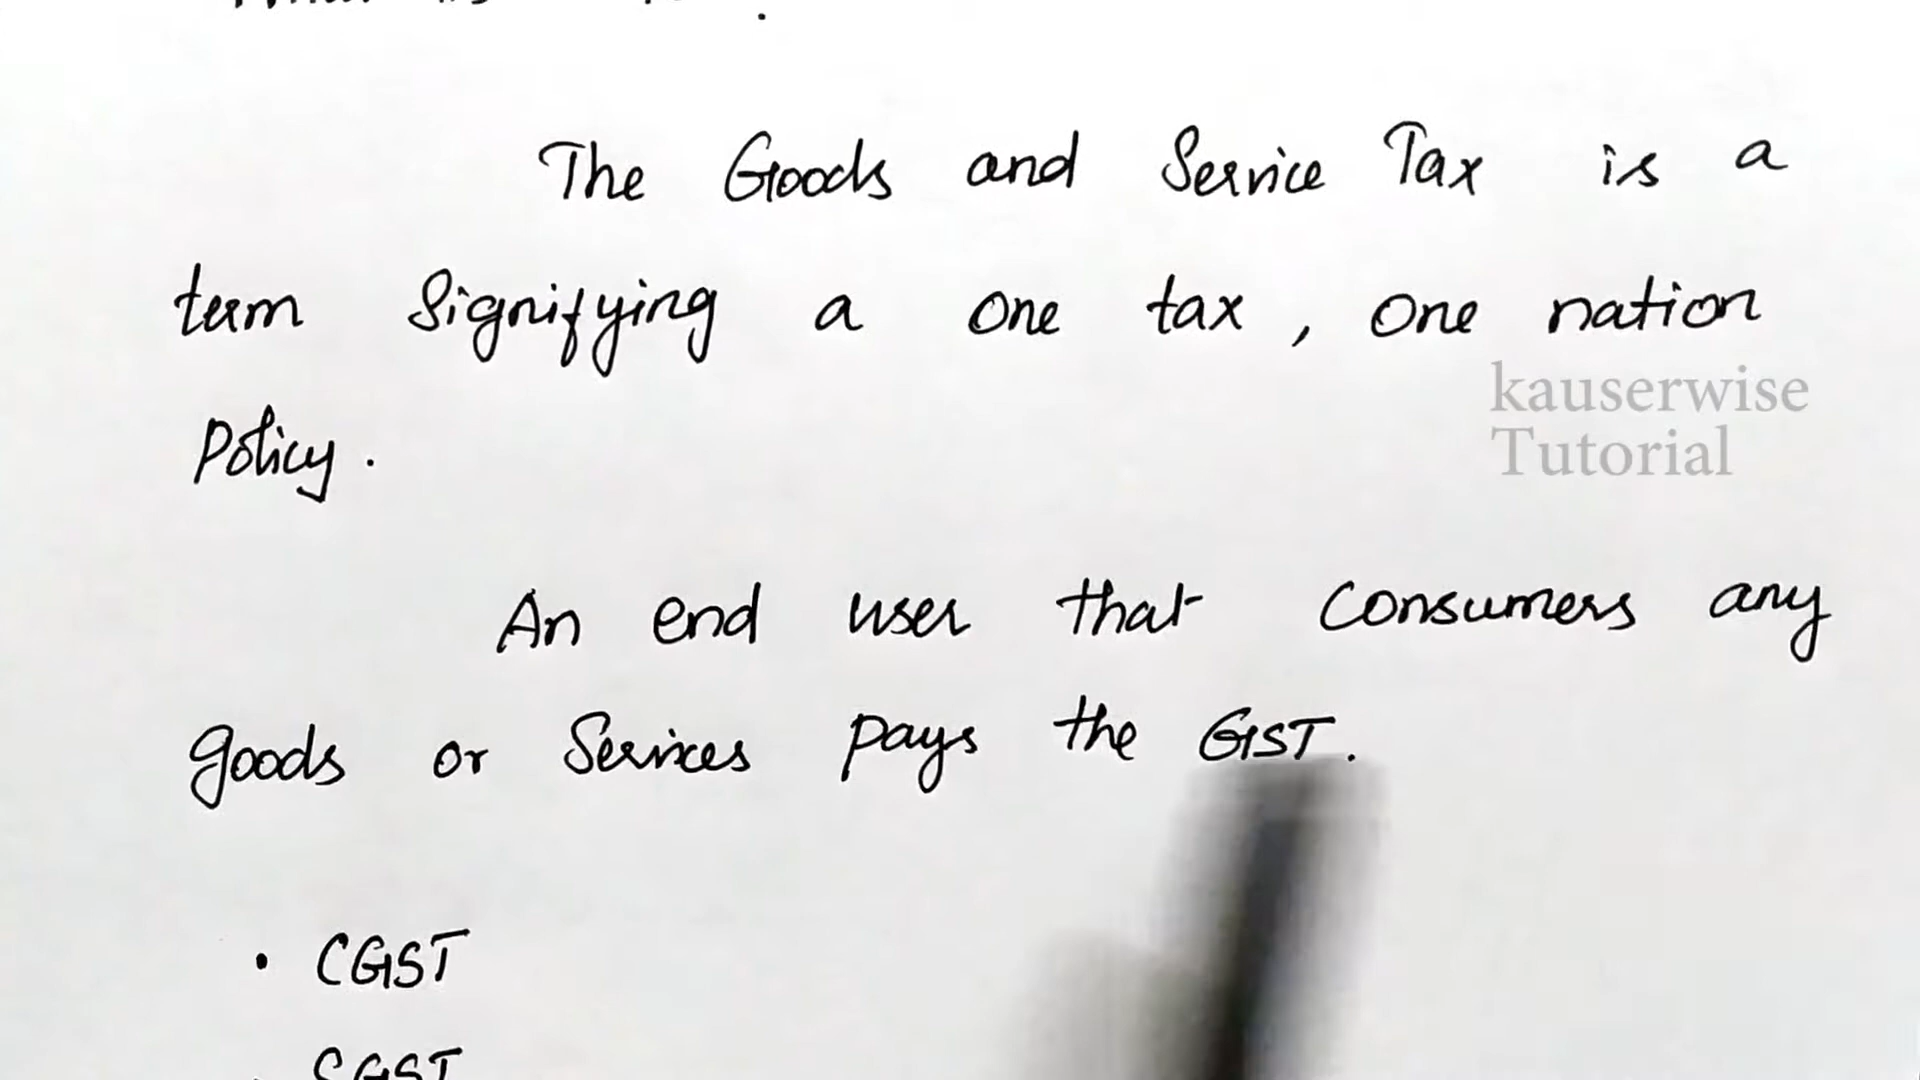 The Goods and Service Tax is a
term Signifying a one tax, one nation
Policy.
kauserwise
Tutorial
An end user that Consumers any
goods or Services pays the GST.
• CGST
SGST